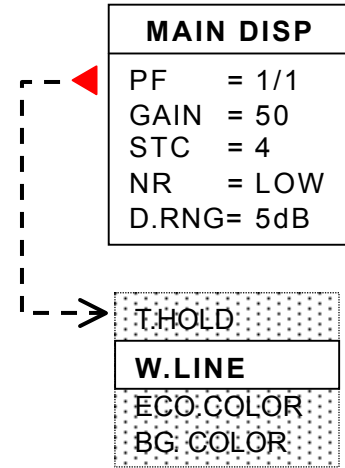 MAIN DISP
PF = 1/1
GAIN = 50
STC = 4
NR = LOW
D.RNG= 5dB
T.HOLD
W.LINE
ECO.COLOR
BG. COLOR